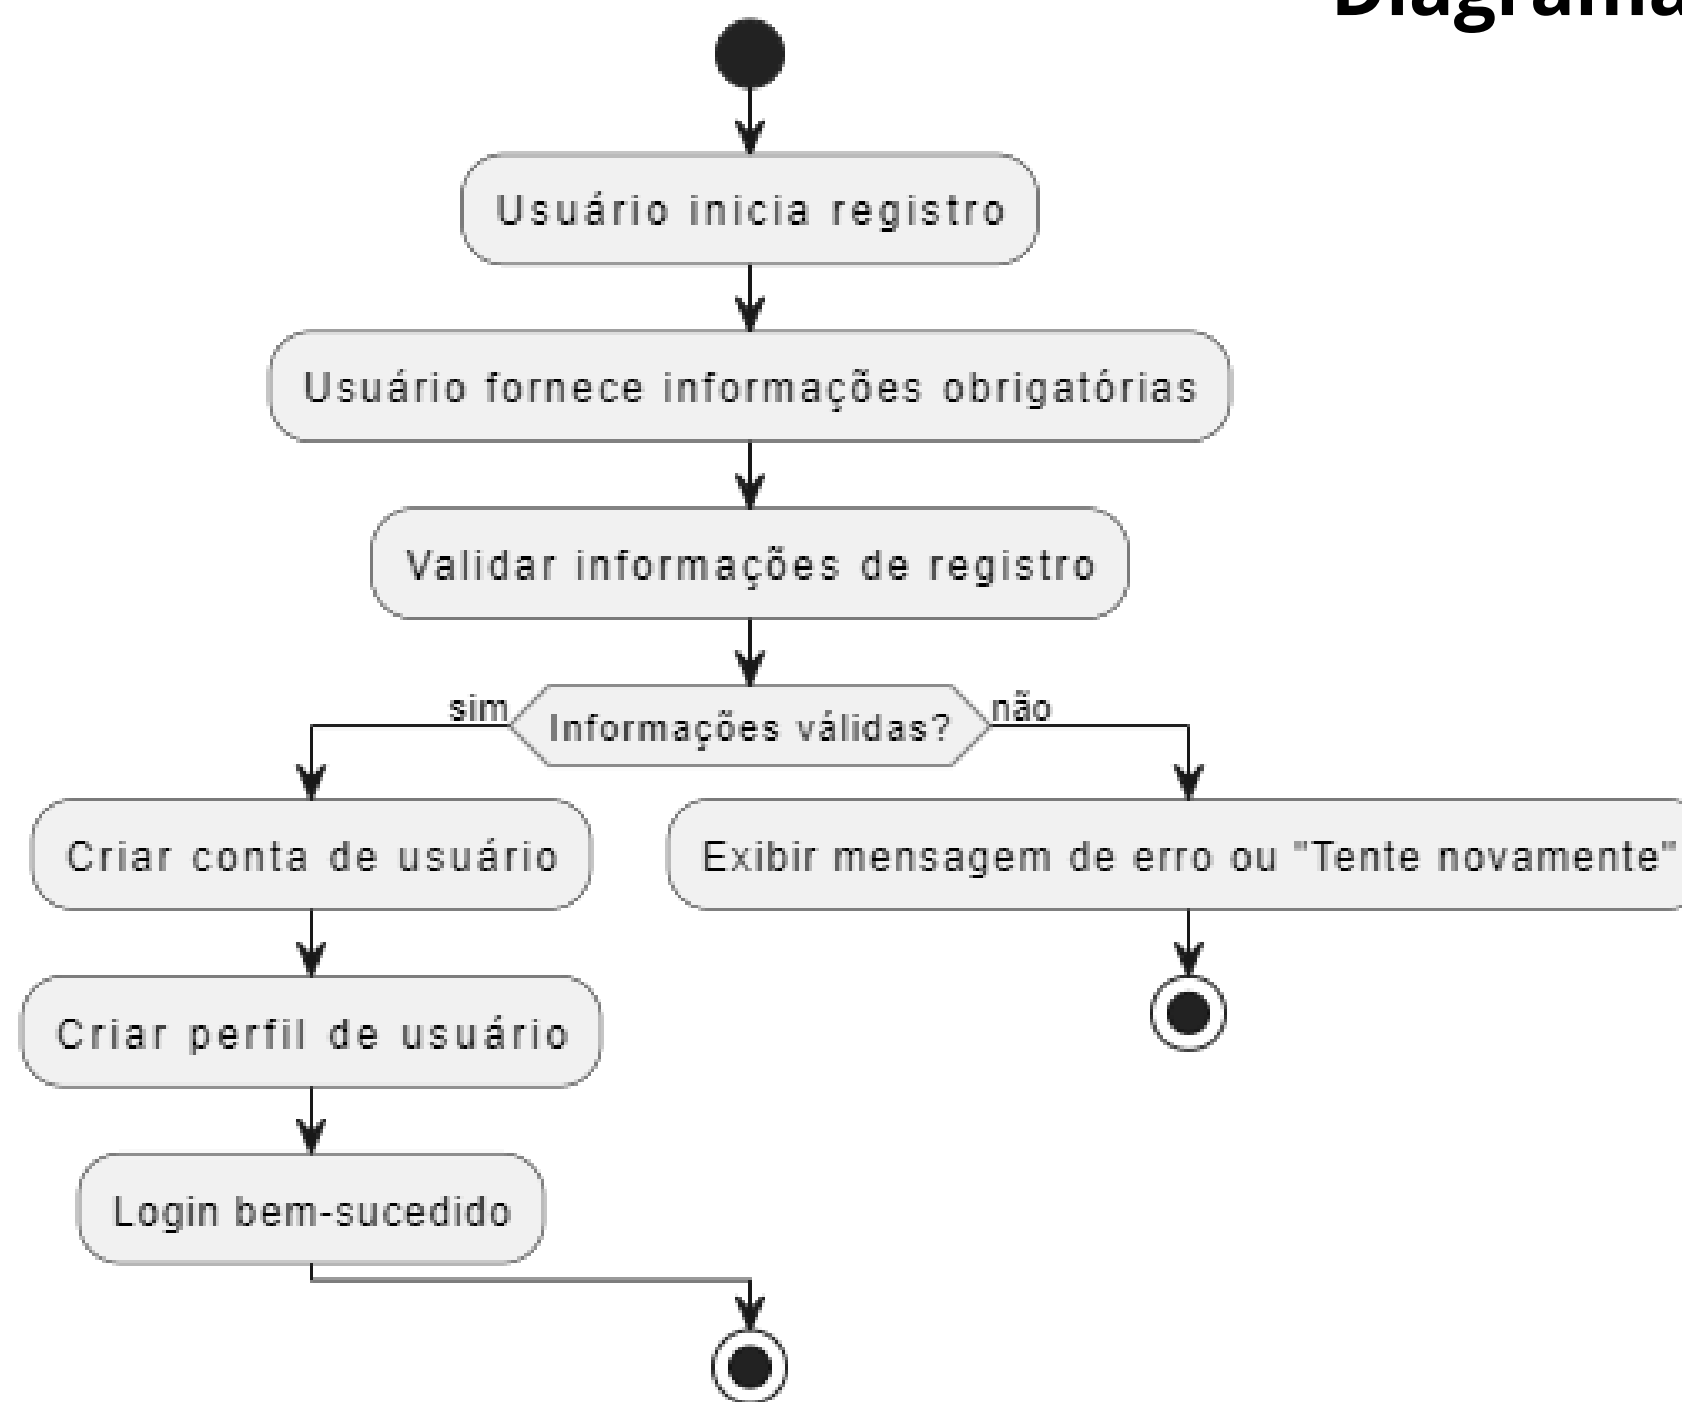 Diagrama
Usuário inicia registro
Usuário fornece informações obrigatórias
Validar informações de registro
sim
Informações válidas?
não
Criar conta de usuário
Exibir mensagem de erro ou "Tente novamente"
Criar perfil de usuário
Login bem-sucedido